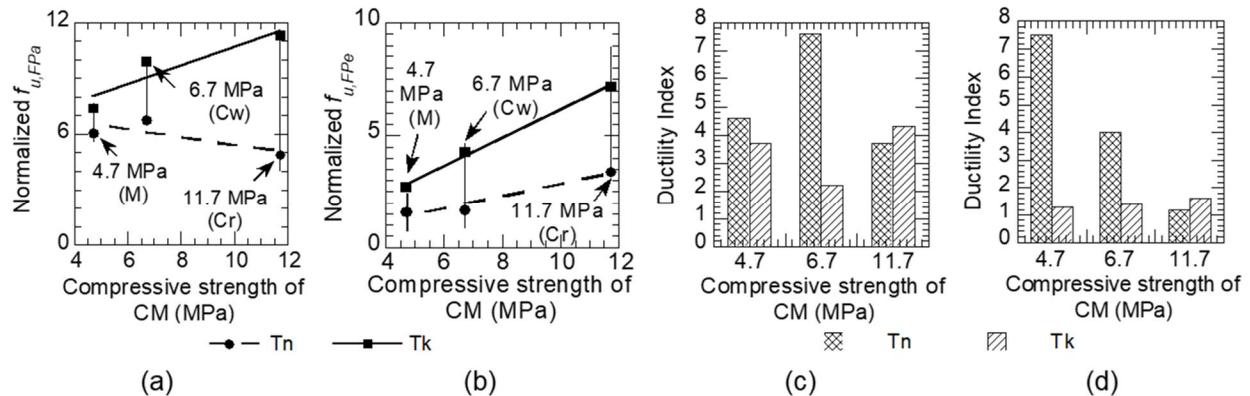 12
6
0
Normalized fu,FPa
6.7 MPa
(Cw)
4.7 MPa
(M)
11.7 MPa
(Cr)
4 6 8 10 12
Compressive strength of
CM (MPa)
10
5
0
Normalized fu,FPe
4.7
MPa
(M)
6.7 MPa
(Cw)
11.7 MPa
(Cr)
4 6 8 10 12
Compressive strength of
CM (MPa)
8
7
6
5
4
3
2
1
0
Ductility Index
4.7 6.7 11.7
Compressive strength of
CM (MPa)
8
7
6
5
4
3
2
1
0
Ductility Index
4.7 6.7 11.7
Compressive strength of
CM (MPa)
Tn Tk
Tn Tk
(a) (b) (c) (d)